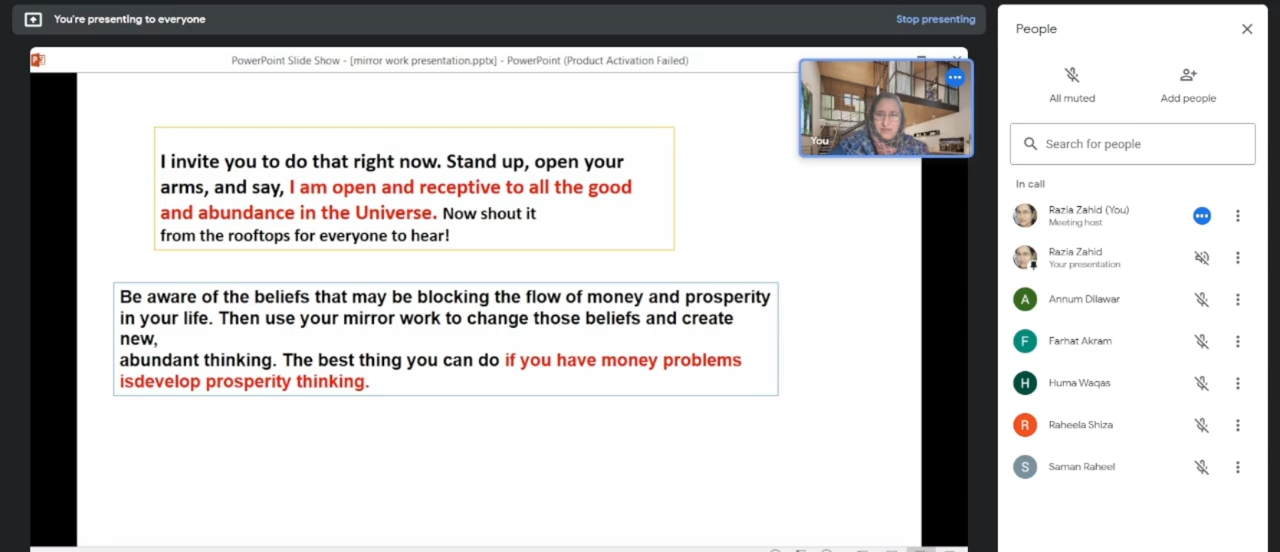 You're presenting to everyone
Stop presenting
PowerPoint Slide Show - [mirror work presentation.pptx] - PowerPoint (Product Activation Failed)
You
I invite you to do that right now. Stand up, open your
arms, and say, I am open and receptive to all the good
and abundance in the Universe. Now shout it
from the rooftops for everyone to hear!
Be aware of the beliefs that may be blocking the flow of money and prosperity
in your life. Then use your mirror work to change those beliefs and create
new,
abundant thinking. The best thing you can do if you have money problems
isdevelop prosperity thinking.
People
All muted
Add people
Search for people
In call
Razia Zahid (You)
Meeting host
Razia Zahid
Your presentation
A
Annum Dilawar
F
Farhat Akram
H
Huma Waqas
R
Raheela Shiza
S
Saman Raheel